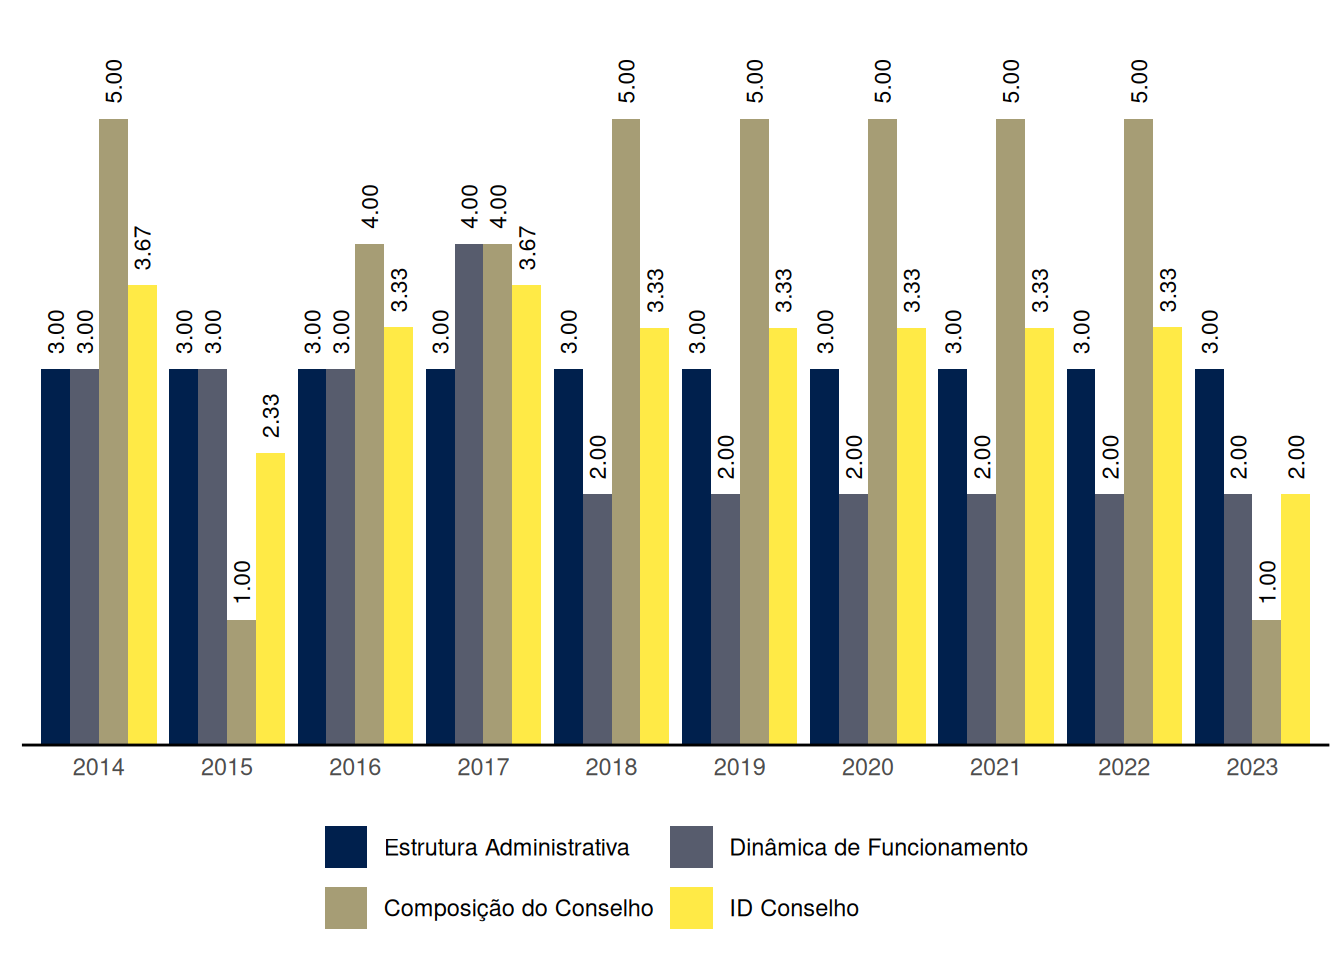 5.00 5.00 5.00 5.00 5.00 5.00
4.00 4.00 4.00
3.67 3.67
3.33 3.33 3.33 3.33 3.33 3.33
3.00 3.00 3.00 3.00 3.00 3.00 3.00 3.00 3.00 3.00 3.00 3.00 3.00
2.33
2.00 2.00 2.00 2.00 2.00 2.00 2.00
1.00 1.00
2014 2015 2016 2017 2018 2019 2020 2021 2022 2023
Estrutura Administrativa Dinâmica de Funcionamento
Composição do Conselho ID Conselho